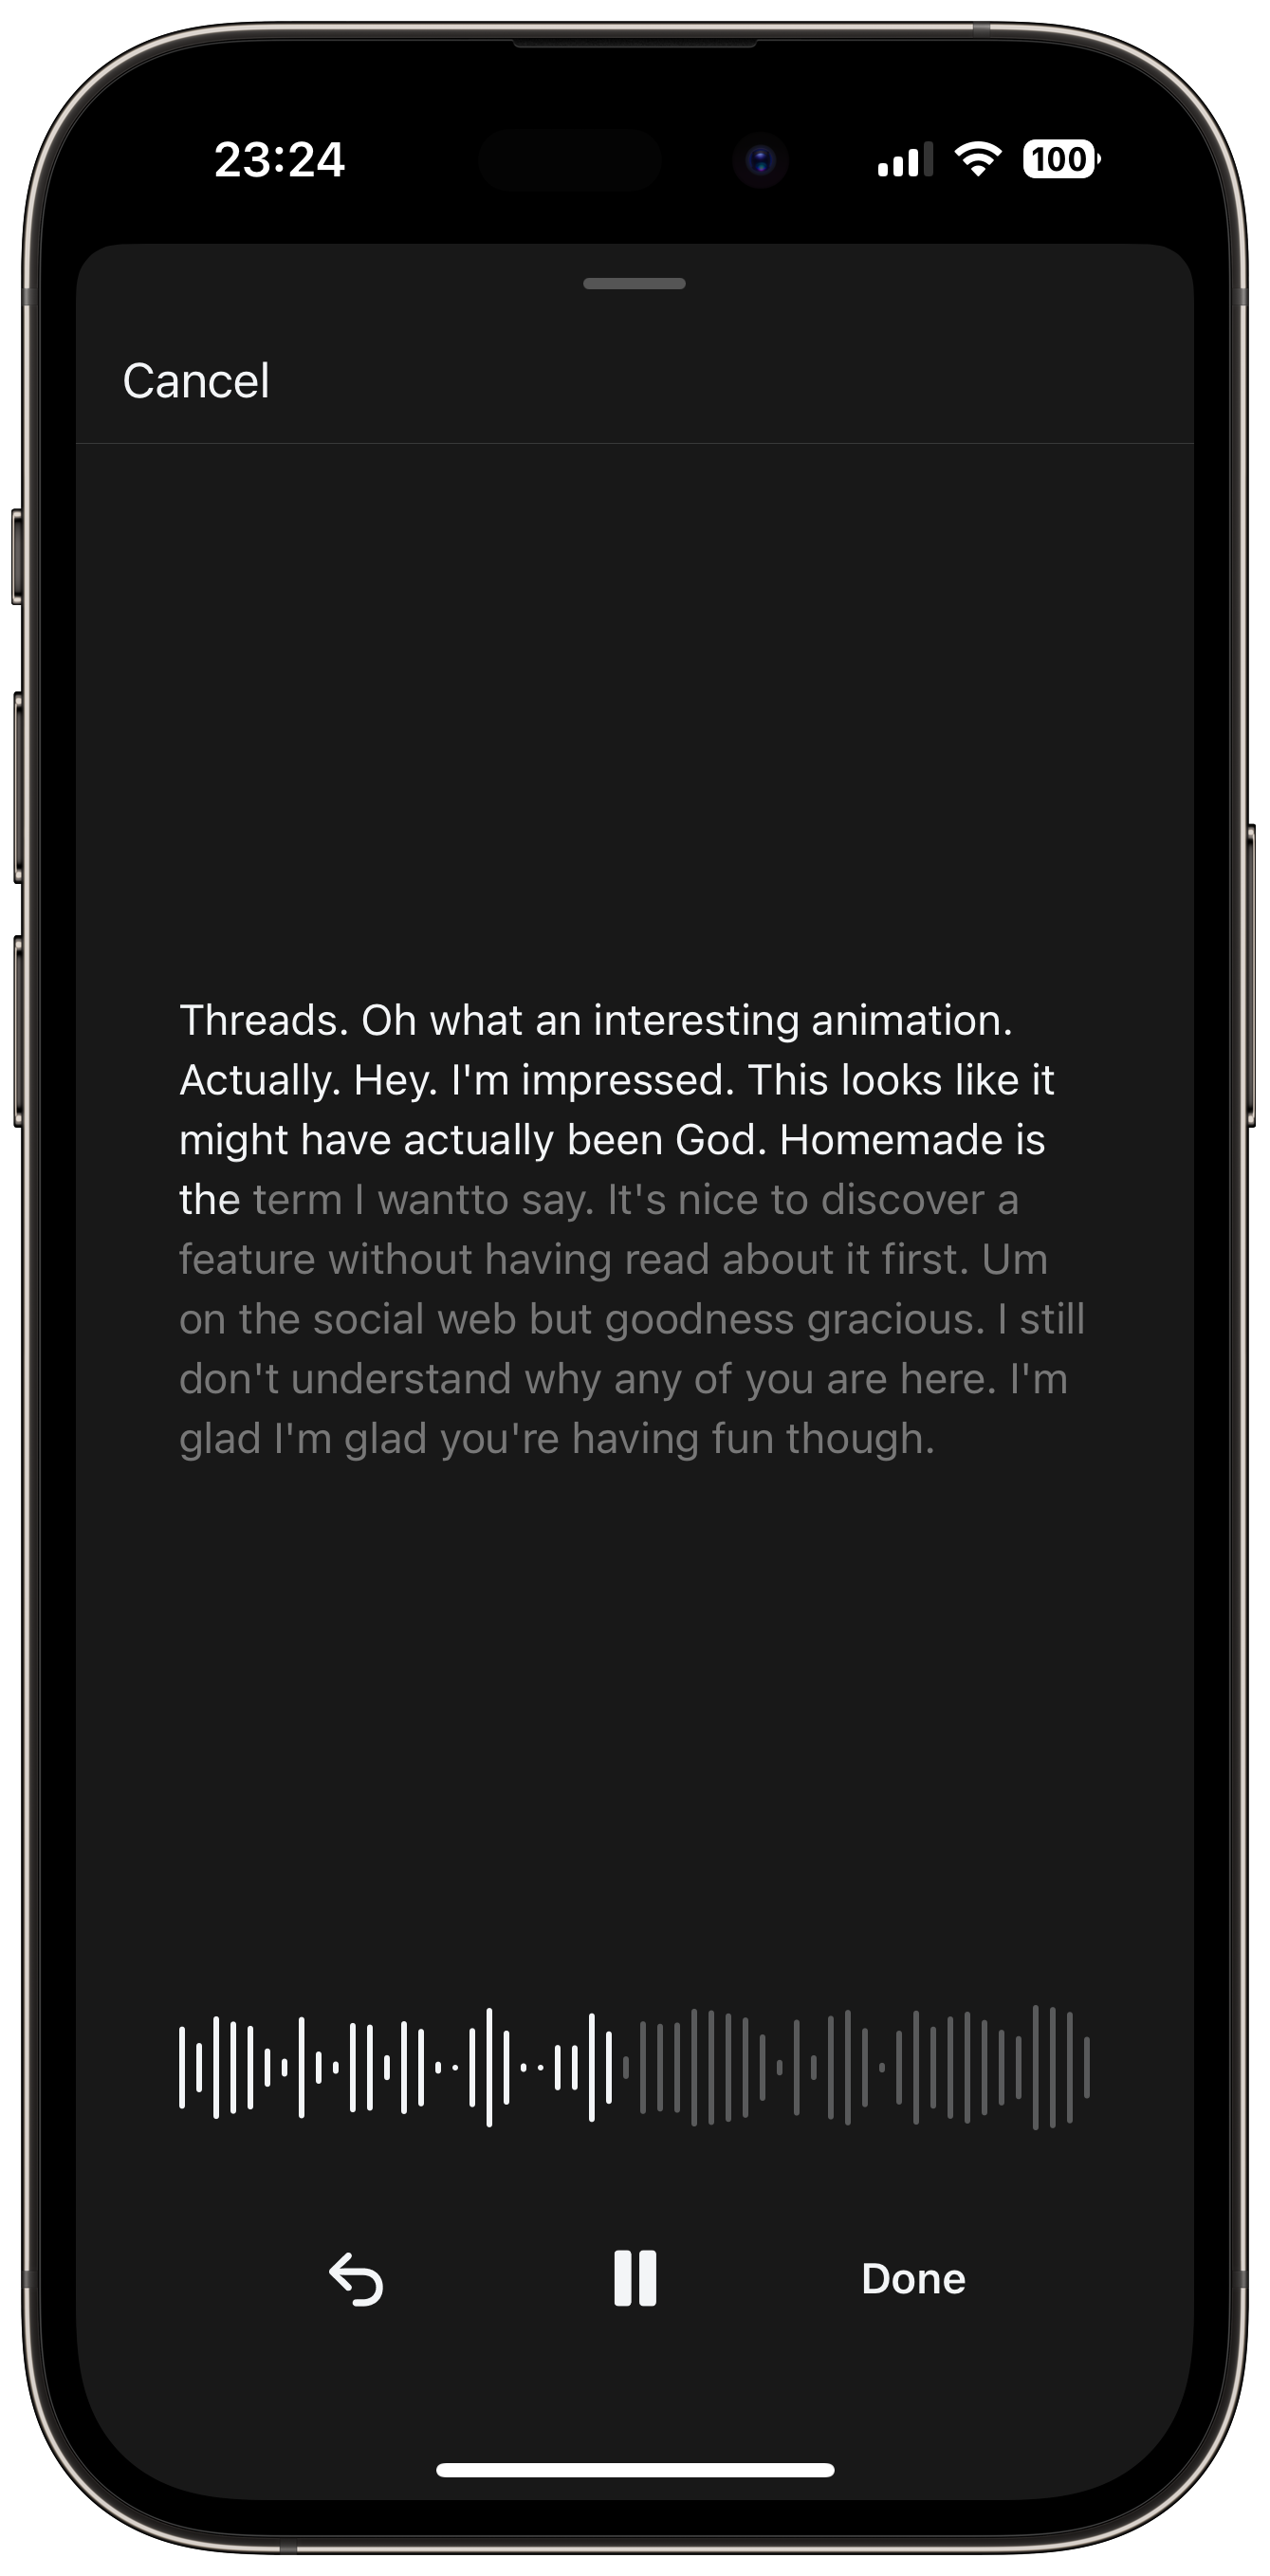 23:24
100
Cancel
Threads. Oh what an interesting animation.
Actually. Hey. I'm impressed. This looks like it
might have actually been God. Homemade is
the term I wantto say. It's nice to discover a
feature without having read about it first. Um
on the social web but goodness gracious. I still
don't understand why any of you are here. I'm
glad I'm glad you're having fun though.
Done